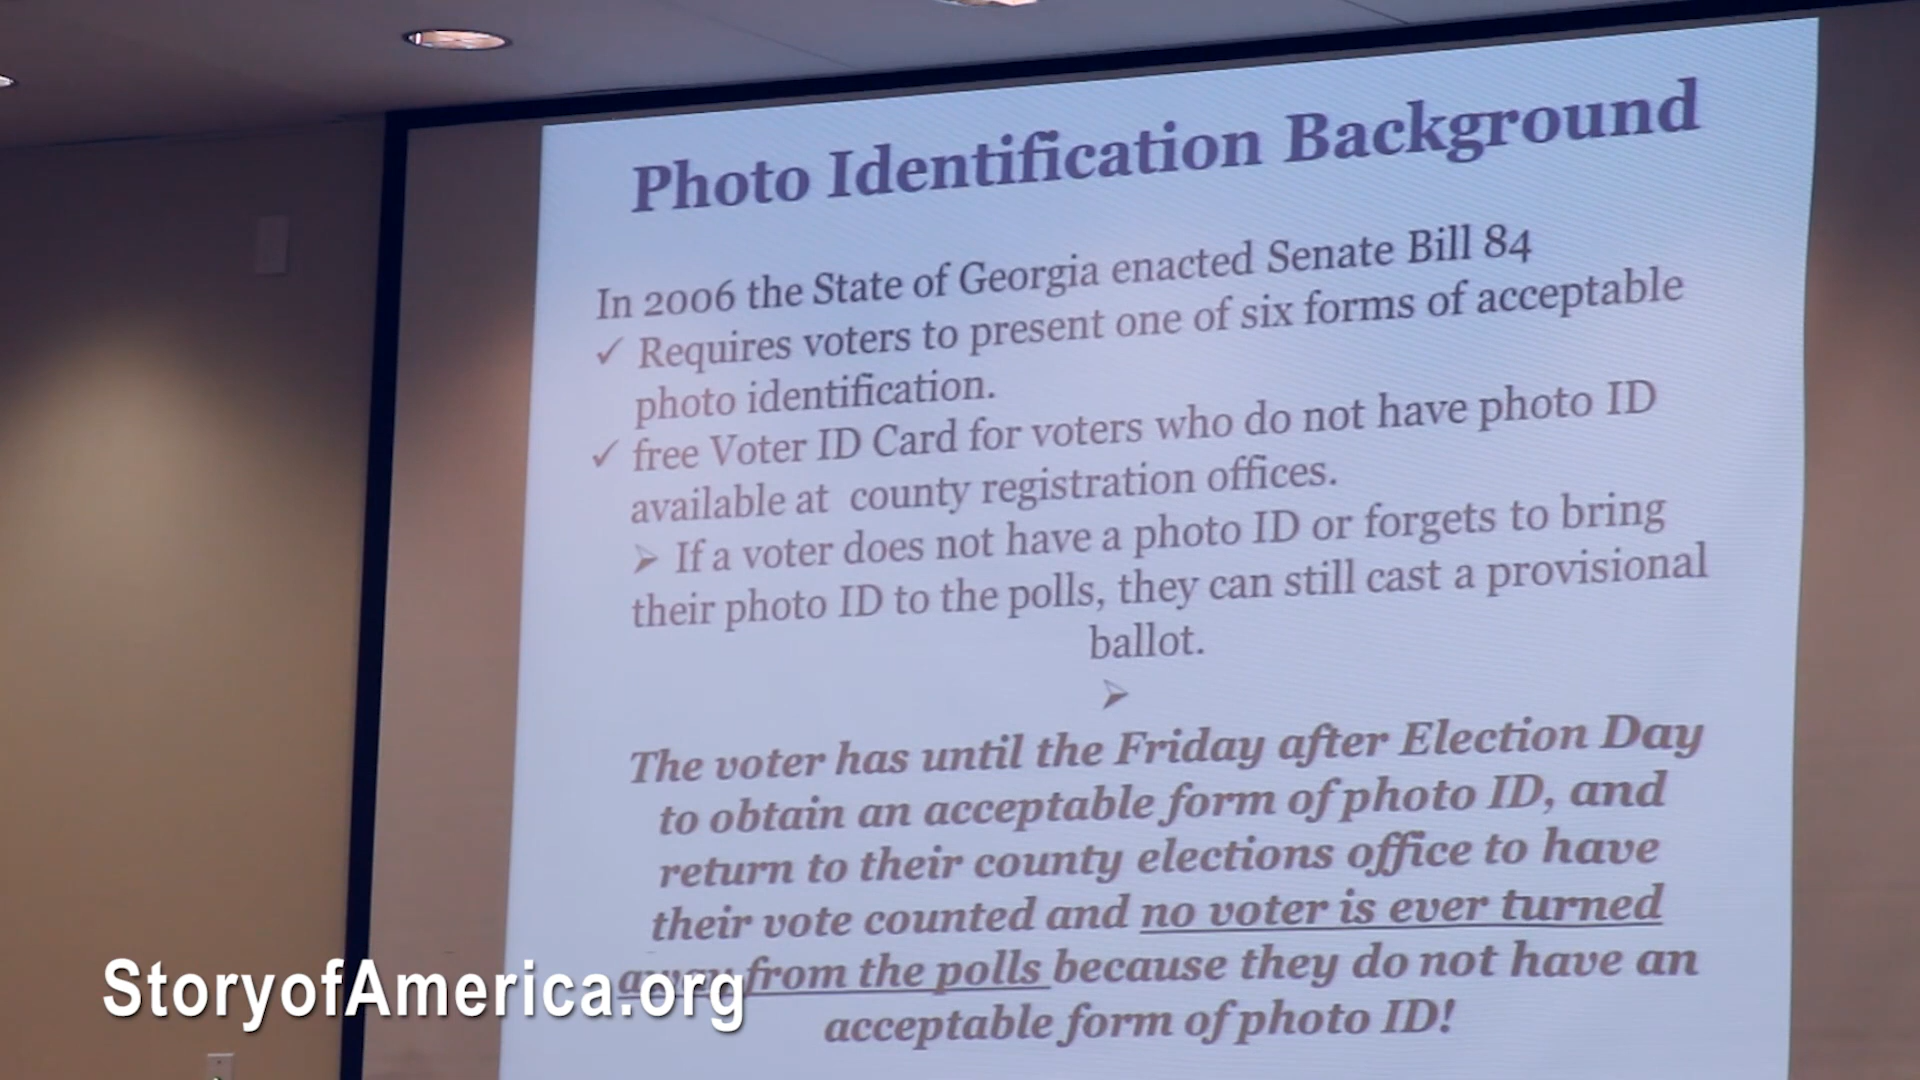 Photo Identification Background
In 2006 the State of Georgia enacted Senate Bill 84
✓ Requires voters to present one of six forms of acceptable
photo identification.
✓ free Voter ID Card for voters who do not have photo ID
available at county registration offices.
➢ If a voter does not have a photo ID or forgets to bring
their photo ID to the polls, they can still cast a provisional
ballot.
➢
The voter has until the Friday after Election Day
to obtain an acceptable form of photo ID, and
return to their county elections office to have
their vote counted and no voter is ever turned
away from the polls because they do not have an
acceptable form of photo ID!
StoryofAmerica.org